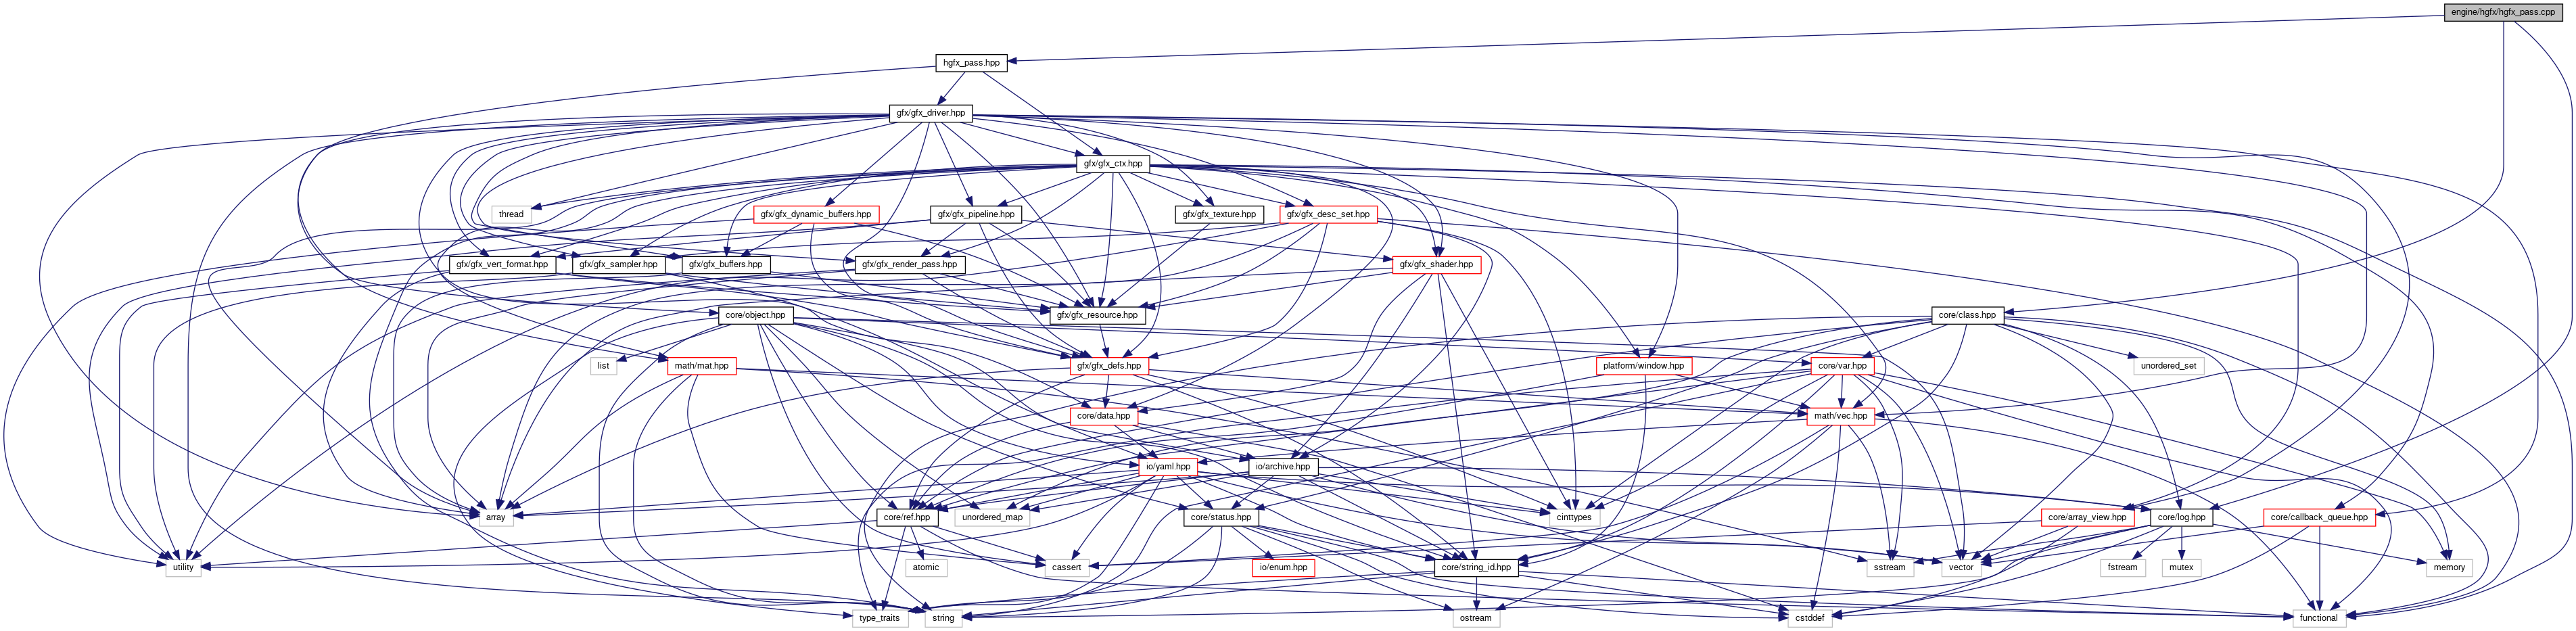 engine/hgfx/hgfx_pass.cpp
hgfx_pass.hpp
gfx/gfx_driver.hpp
gfx/gfx_ctx.hpp
thread
gfx/gfx_dynamic_buffers.hpp
gfx/gfx_pipeline.hpp
gfx/gfx_texture.hpp
gfx/gfx_desc_set.hpp
gfx/gfx_vert_format.hpp
gfx/gfx_sampler.hpp
gfx/gfx_buffers.hpp
gfx/gfx_render_pass.hpp
gfx/gfx_shader.hpp
core/object.hpp
gfx/gfx_resource.hpp
core/class.hpp
list
math/mat.hpp
gfx/gfx_defs.hpp
platform/window.hpp
core/var.hpp
unordered_set
core/data.hpp
math/vec.hpp
io/yaml.hpp
io/archive.hpp
array
core/ref.hpp
unordered_map
core/status.hpp
cinttypes
core/array_view.hpp
core/log.hpp
core/callback_queue.hpp
utility
atomic
cassert
io/enum.hpp
core/string_id.hpp
sstream
vector
fstream
mutex
memory
type_traits
string
ostream
cstddef
functional